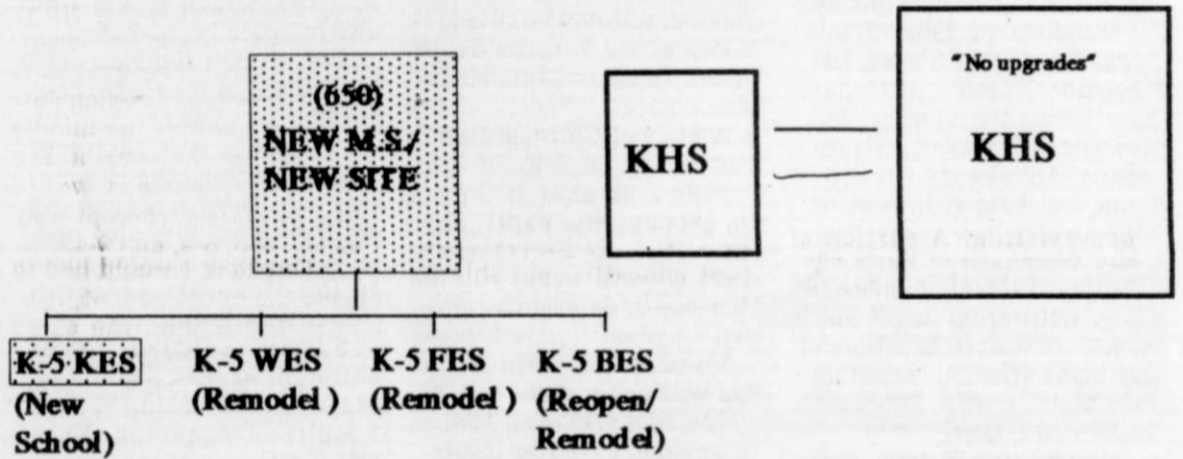 (650)
NEW M.S./
NEW SITE
KHS
"No upgrades"
KHS
K-5 KES
(New
School)
K-5 WES
(Remodel )
K-5 FES
(Remodel )
K-5 BES
(Reopen/
Remodel)